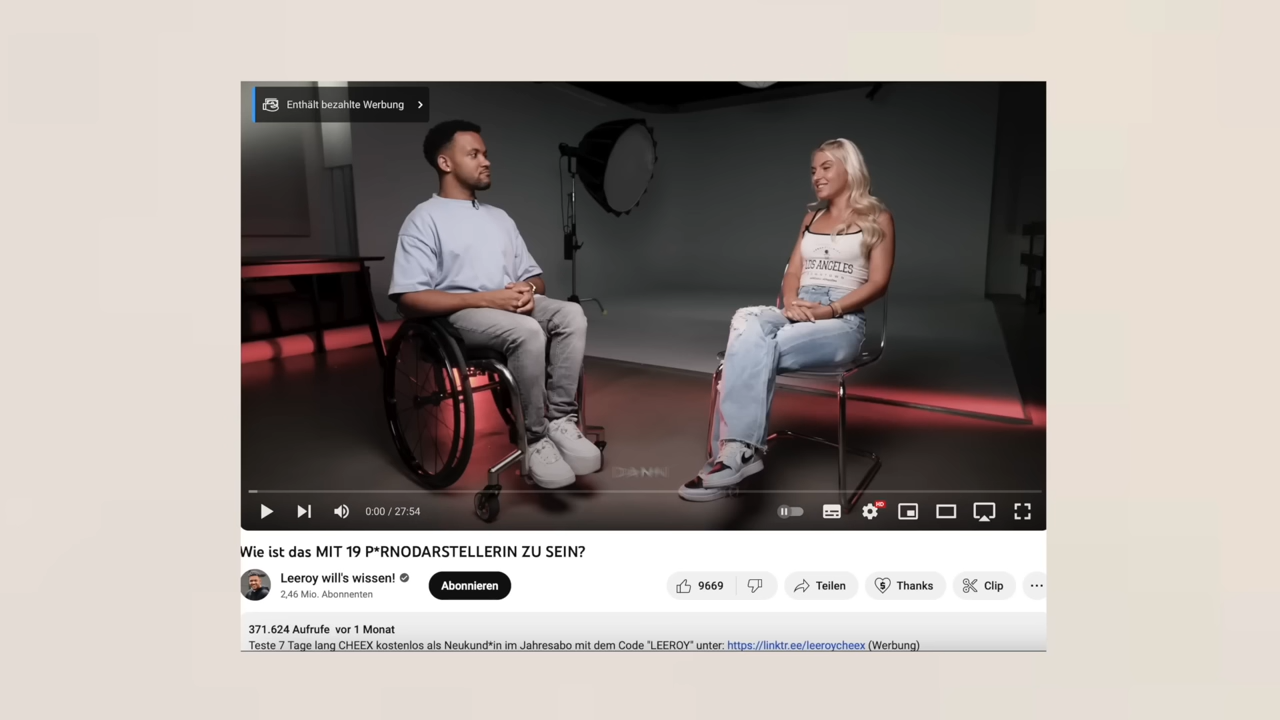 Enthält bezahlte Werbung
LOS ANGELES
DANN
0:00 / 27:54
HD
Wie ist das MIT 19 P*RNODARSTELLERIN ZU SEIN?
Leeroy will's wissen!
2,46 Mio. Abonnenten
Abonnieren
9669
Teilen
Thanks
Clip
371.624 Aufrufe vor 1 Monat
Teste 7 Tage lang CHEEX kostenlos als Neukund*in im Jahresabo mit dem Code "LEEROY" unter: https://linktr.ee/leeroycheex (Werbung)